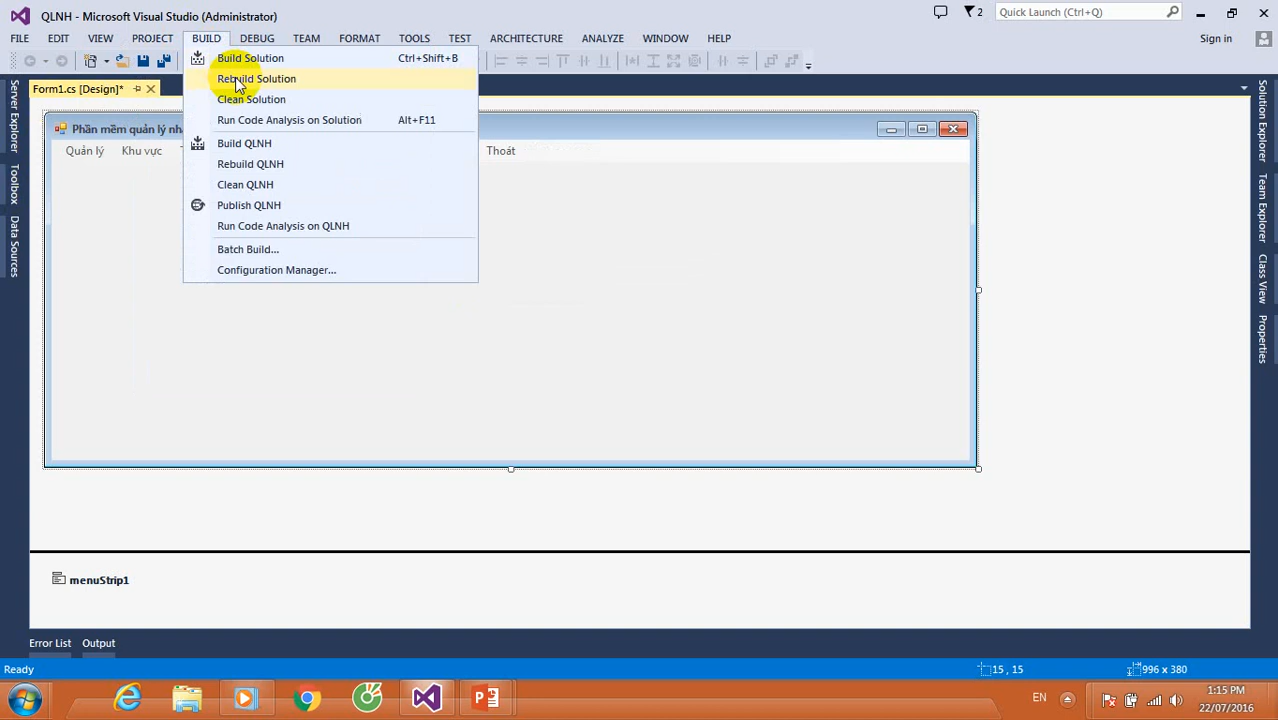 QLNH - Microsoft Visual Studio (Administrator)
2
Quick Launch (Ctrl+Q)
FILE EDIT VIEW PROJECT BUILD DEBUG TEAM FORMAT TOOLS TEST ARCHITECTURE ANALYZE WINDOW HELP
Sign in
Build Solution Ctrl+Shift+B
Rebuild Solution
Clean Solution
Run Code Analysis on Solution Alt+F11
Build QLNH
Rebuild QLNH
Clean QLNH
Publish QLNH
Run Code Analysis on QLNH
Batch Build...
Configuration Manager...
Form1.cs [Design]*
Phần mềm quản lý
Quản lý Khu vực Thoát
Server Explorer
Toolbox
Data Sources
Solution Explorer
Team Explorer
Class View
Properties
menuStrip1
Error List Output
Ready
15 , 15
996 x 380
EN
1:15 PM
22/07/2016